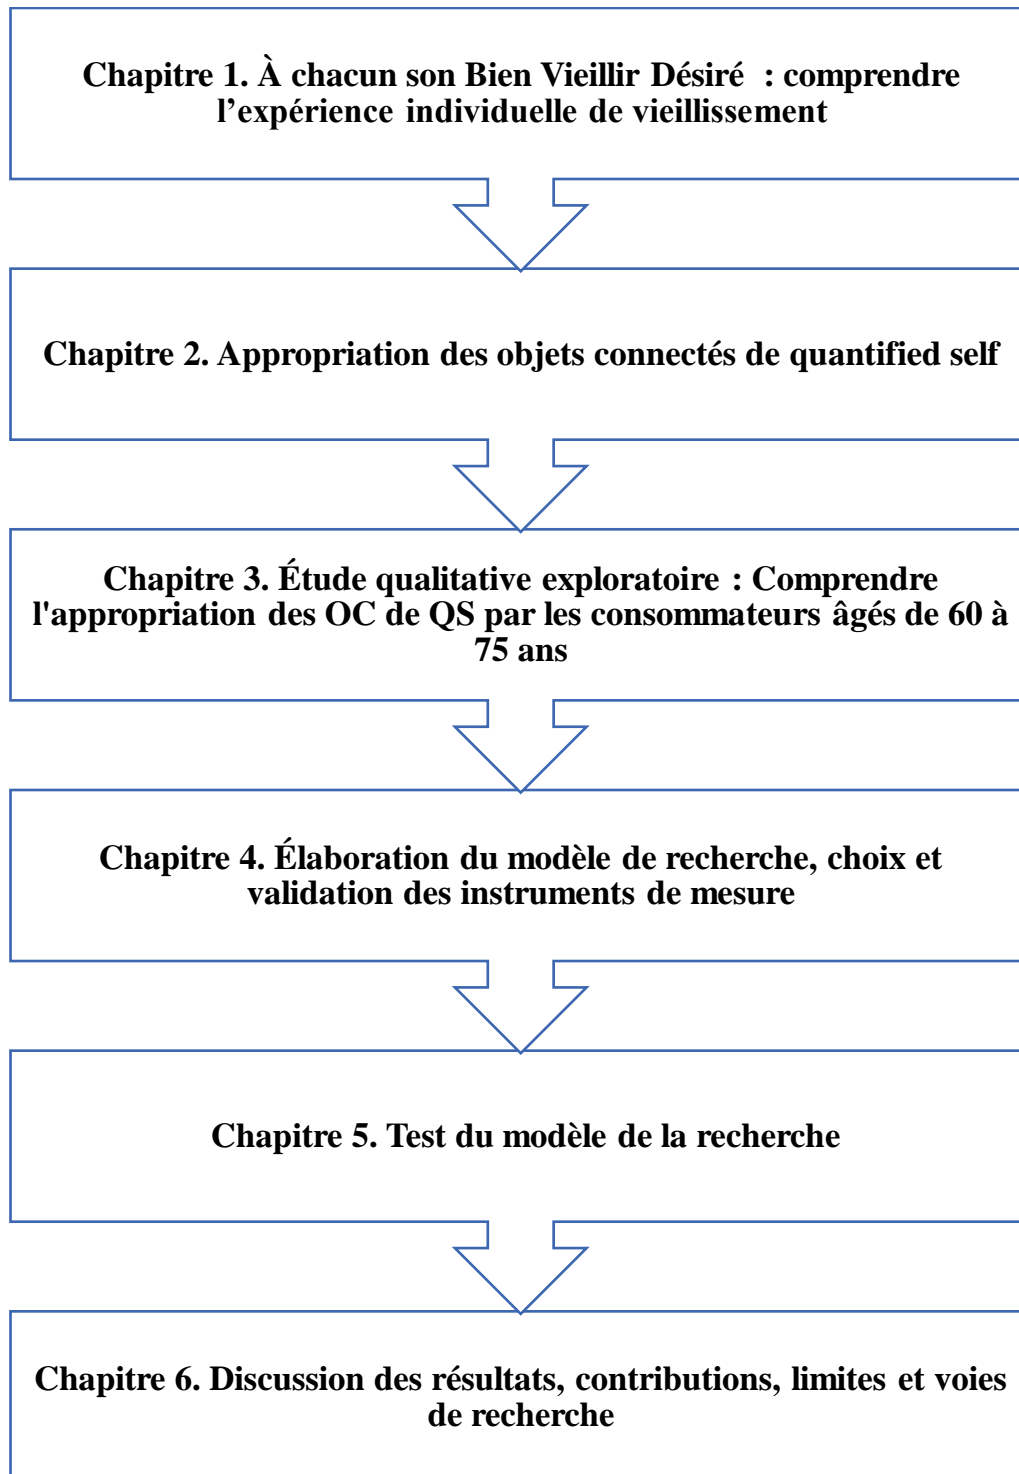 Chapitre 1. À chacun son Bien Vieillir Désiré : comprendre
l’expérience individuelle de vieillissement
Chapitre 2. Appropriation des objets connectés de quantified self
Chapitre 3. Étude qualitative exploratoire : Comprendre
l'appropriation des OC de QS par les consommateurs âgés de 60 à
75 ans
Chapitre 4. Élaboration du modèle de recherche, choix et
validation des instruments de mesure
Chapitre 5. Test du modèle de la recherche
Chapitre 6. Discussion des résultats, contributions, limites et voies
de recherche